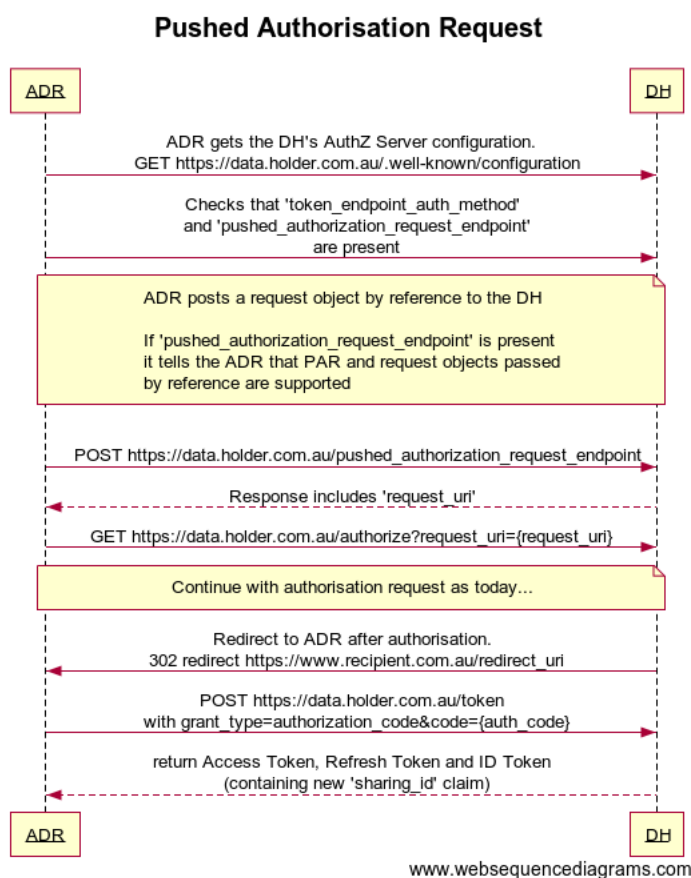 Pushed Authorisation Request
ADR
DH
ADR gets the DH's AuthZ Server configuration.
GET https://data.holder.com.au/.well-known/configuration
Checks that 'token_endpoint_auth_method'
and 'pushed_authorization_request_endpoint'
are present
ADR posts a request object by reference to the DH
If 'pushed_authorization_request_endpoint' is present
it tells the ADR that PAR and request objects passed
by reference are supported
POST https://data.holder.com.au/pushed_authorization_request_endpoint
Response includes 'request_uri'
GET https://data.holder.com.au/authorize?request_uri={request_uri}
Continue with authorisation request as today...
Redirect to ADR after authorisation.
302 redirect https://www.recipient.com.au/redirect_uri
POST https://data.holder.com.au/token
with grant_type=authorization_code&code={auth_code}
return Access Token, Refresh Token and ID Token
(containing new 'sharing_id' claim)
ADR
DH
www.websequencediagrams.com